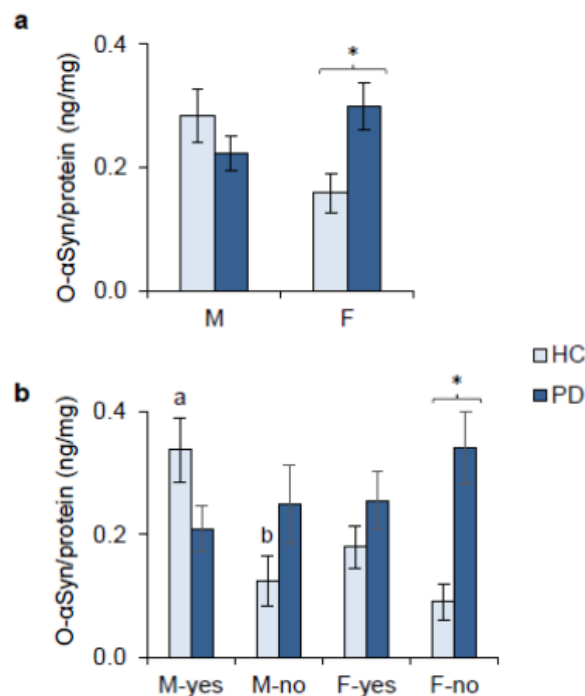 a
O-αSyn/protein (ng/mg)
0.4
0.2
0.0
*
M F
HC
PD
b
O-αSyn/protein (ng/mg)
0.4
0.2
0.0
a
b
*
M-yes M-no F-yes F-no